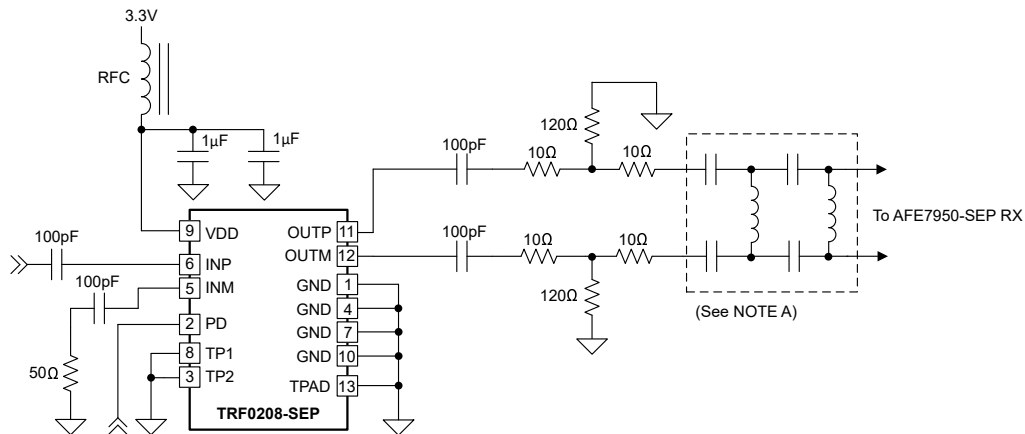 3.3V
RFC
1µF
1µF
100pF
10Ω
120Ω
10Ω
To AFE7950-SEP RX
100pF
10Ω
10Ω
120Ω
(See NOTE A)
100pF
100pF
50Ω
9 VDD
6 INP
5 INM
2 PD
8 TP1
3 TP2
OUTP 11
OUTM 12
GND 1
GND 4
GND 7
GND 10
TPAD 13
TRF0208-SEP